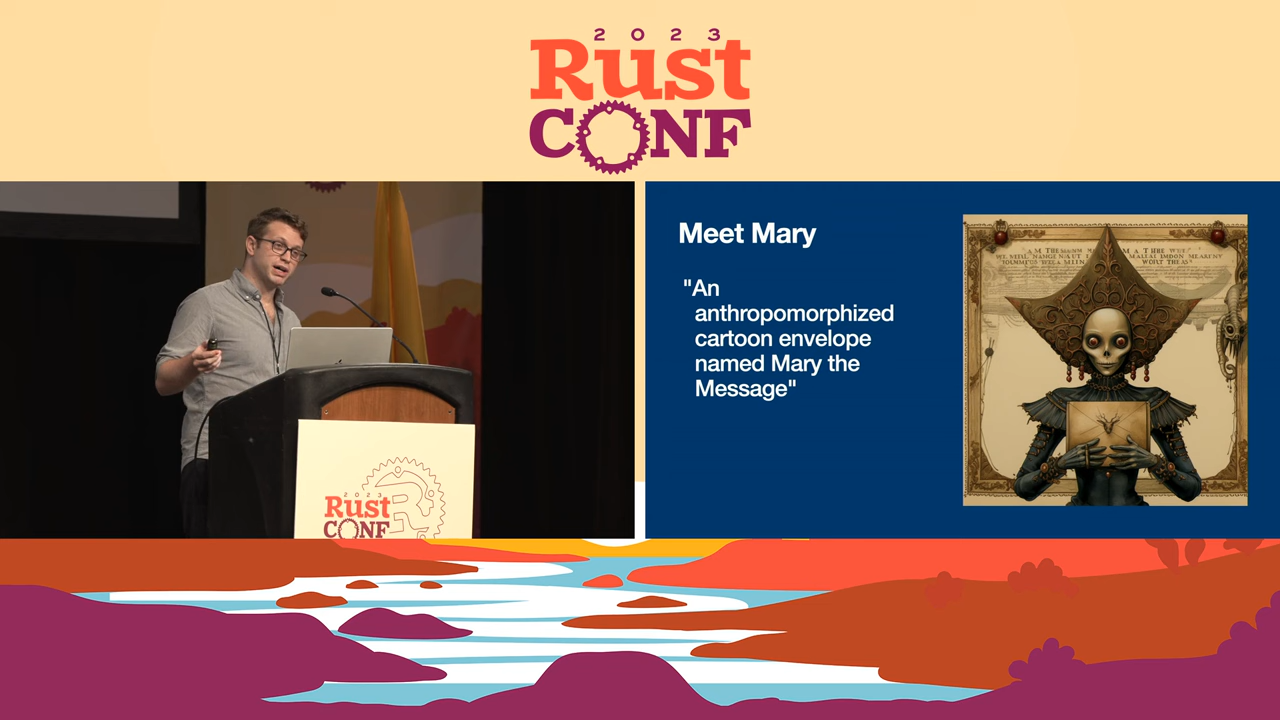 2023
Rust
CONF
Meet Mary
"An
anthropomorphized
cartoon envelope
named Mary the
Message"
2023
Rust
CONF